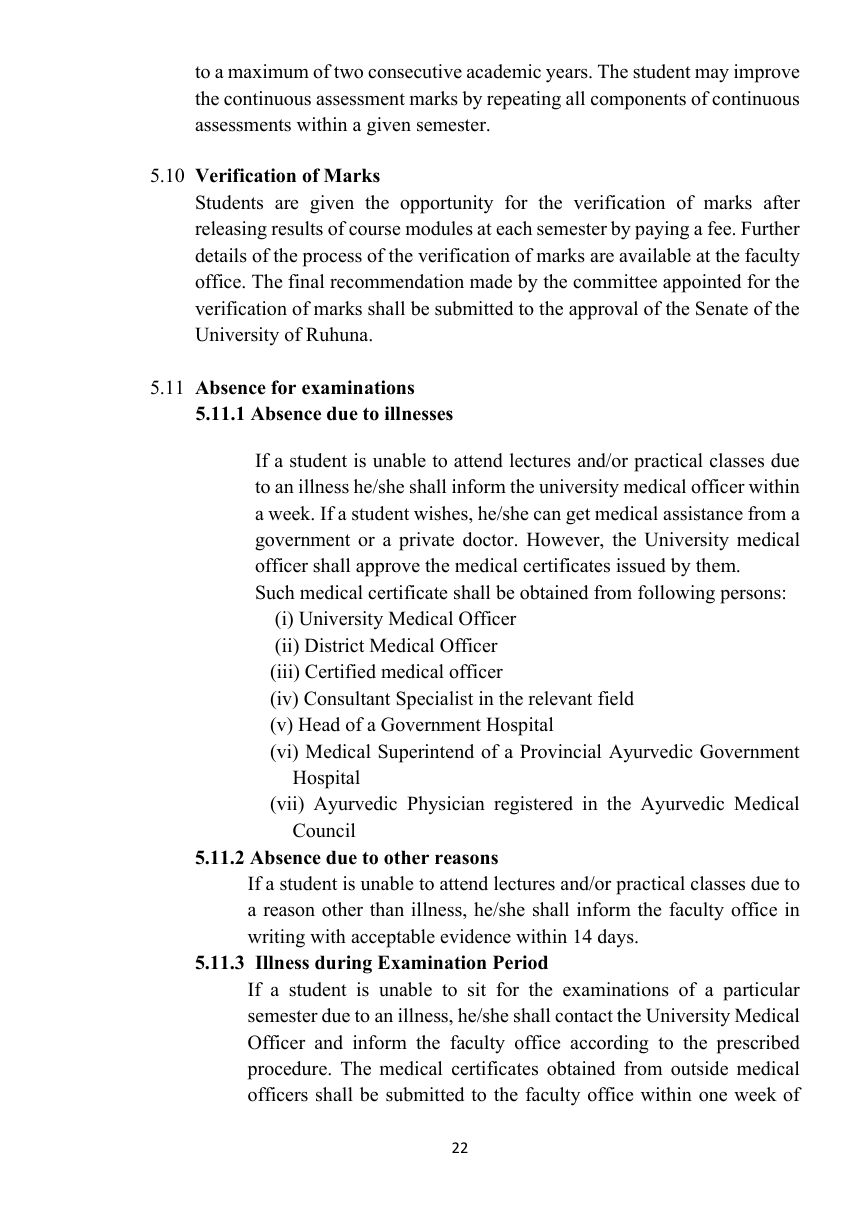 to a maximum of two consecutive academic years. The student may improve
the continuous assessment marks by repeating all components of continuous
assessments within a given semester.
5.10 Verification of Marks
Students are given the opportunity for the verification of marks after
releasing results of course modules at each semester by paying a fee. Further
details of the process of the verification of marks are available at the faculty
office. The final recommendation made by the committee appointed for the
verification of marks shall be submitted to the approval of the Senate of the
University of Ruhuna.
5.11 Absence for examinations
5.11.1 Absence due to illnesses
If a student is unable to attend lectures and/or practical classes due
to an illness he/she shall inform the university medical officer within
a week. If a student wishes, he/she can get medical assistance from a
government or a private doctor. However, the University medical
officer shall approve the medical certificates issued by them.
Such medical certificate shall be obtained from following persons:
(i) University Medical Officer
(ii) District Medical Officer
(iii) Certified medical officer
(iv) Consultant Specialist in the relevant field
(v) Head of a Government Hospital
(vi) Medical Superintend of a Provincial Ayurvedic Government
Hospital
(vii) Ayurvedic Physician registered in the Ayurvedic Medical
Council
5.11.2 Absence due to other reasons
If a student is unable to attend lectures and/or practical classes due to
a reason other than illness, he/she shall inform the faculty office in
writing with acceptable evidence within 14 days.
5.11.3 Illness during Examination Period
If a student is unable to sit for the examinations of a particular
semester due to an illness, he/she shall contact the University Medical
Officer and inform the faculty office according to the prescribed
procedure. The medical certificates obtained from outside medical
officers shall be submitted to the faculty office within one week of
22